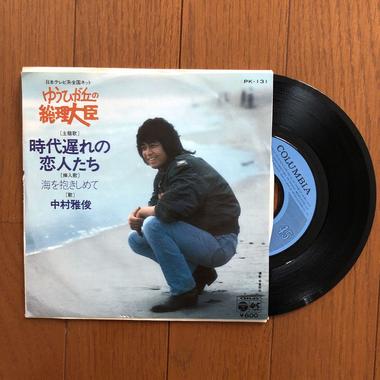 日本テレビ系全国ネット
PK-131
ゆうひが丘の
総理大臣
〔主題歌〕
時代遅れの
恋人たち
〔挿入歌〕
海を抱きしめて
〔歌〕
中村雅俊
¥600
COLUMBIA
45